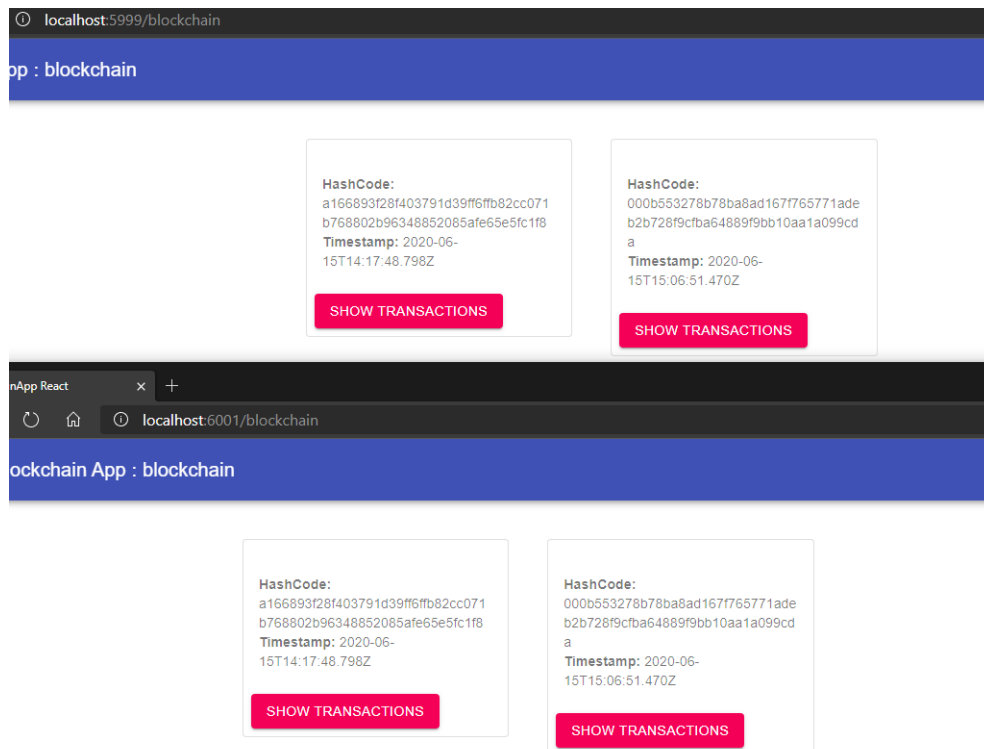 localhost:5999/blockchain
pp : blockchain
HashCode:
a166893f28f403791d39ff6ffb82cc071
b768802b96348852085afe65e5fc1f8
Timestamp: 2020-06-
15T14:17:48.798Z
SHOW TRANSACTIONS
HashCode:
000b553278b78ba8ad167f765771ade
b2b728f9cfba64889f9bb10aa1a099cd
a
Timestamp: 2020-06-
15T15:06:51.470Z
SHOW TRANSACTIONS
nApp React
localhost:6001/blockchain
ockchain App : blockchain
HashCode:
a166893f28f403791d39ff6ffb82cc071
b768802b96348852085afe65e5fc1f8
Timestamp: 2020-06-
15T14:17:48.798Z
SHOW TRANSACTIONS
HashCode:
000b553278b78ba8ad167f765771ade
b2b728f9cfba64889f9bb10aa1a099cd
a
Timestamp: 2020-06-
15T15:06:51.470Z
SHOW TRANSACTIONS